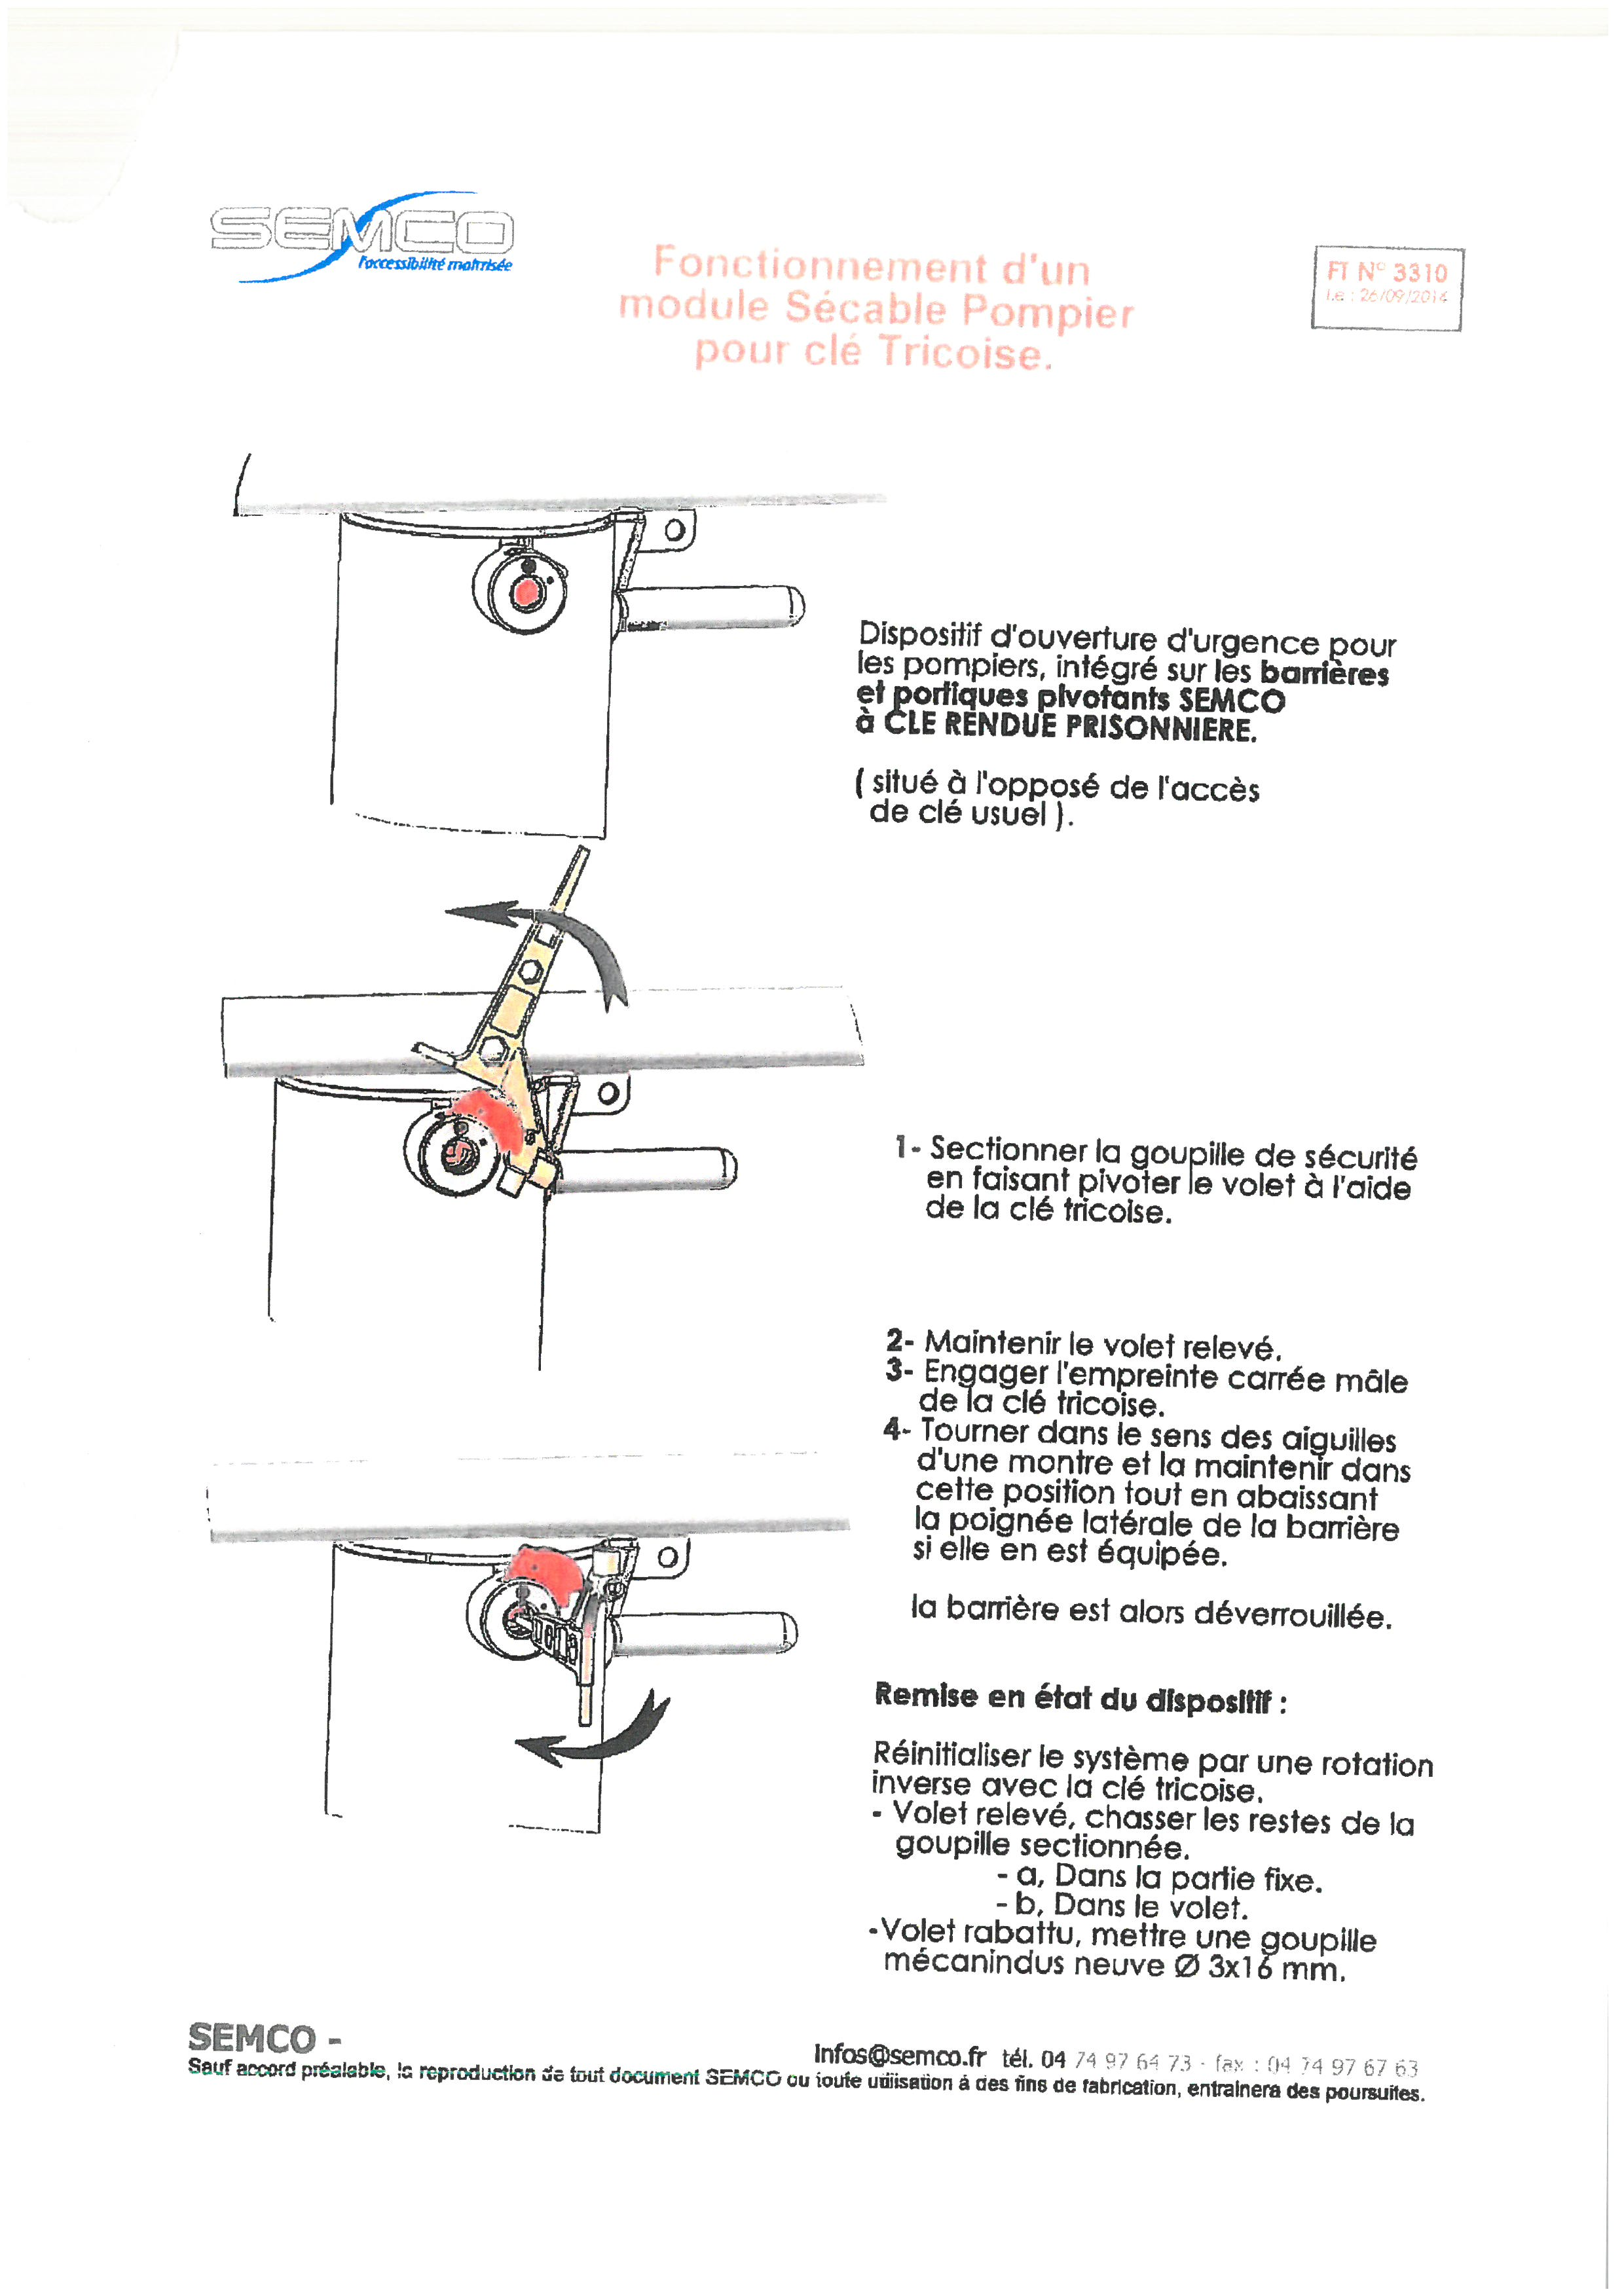 SEMCO
l'accessibilité maîtrisée
Fonctionnement d'un
module Sécable Pompier
pour clé Tricoise.
FT N° 3310
Le : 26/09/2014
Dispositif d'ouverture d'urgence pour
les pompiers, intégré sur les barrières
et portiques pivotants SEMCO
à CLE RENDUE PRISONNIERE.
( situé à l'opposé de l'accès
de clé usuel ).
1- Sectionner la goupille de sécurité
en faisant pivoter le volet à l'aide
de la clé tricoise.
2- Maintenir le volet relevé.
3- Engager l'empreinte carrée mâle
de la clé tricoise.
4- Tourner dans le sens des aiguilles
d'une montre et la maintenir dans
cette position tout en abaissant
la poignée latérale de la barrière
si elle en est équipée.
la barrière est alors déverrouillée.
Remise en état du dispositif :
Réinitialiser le système par une rotation
inverse avec la clé tricoise.
- Volet relevé, chasser les restes de la
goupille sectionnée.
- a, Dans la partie fixe.
- b, Dans le volet.
-Volet rabattu, mettre une goupille
mécanindus neuve Ø 3x16 mm.
SEMCO -
Infos@semco.fr tél. 04 74 97 64 73 - fax : 04 74 97 67 63
Sauf accord préalable, la reproduction de tout document SEMCO ou toute utilisation à des fins de fabrication, entrainera des poursuites.